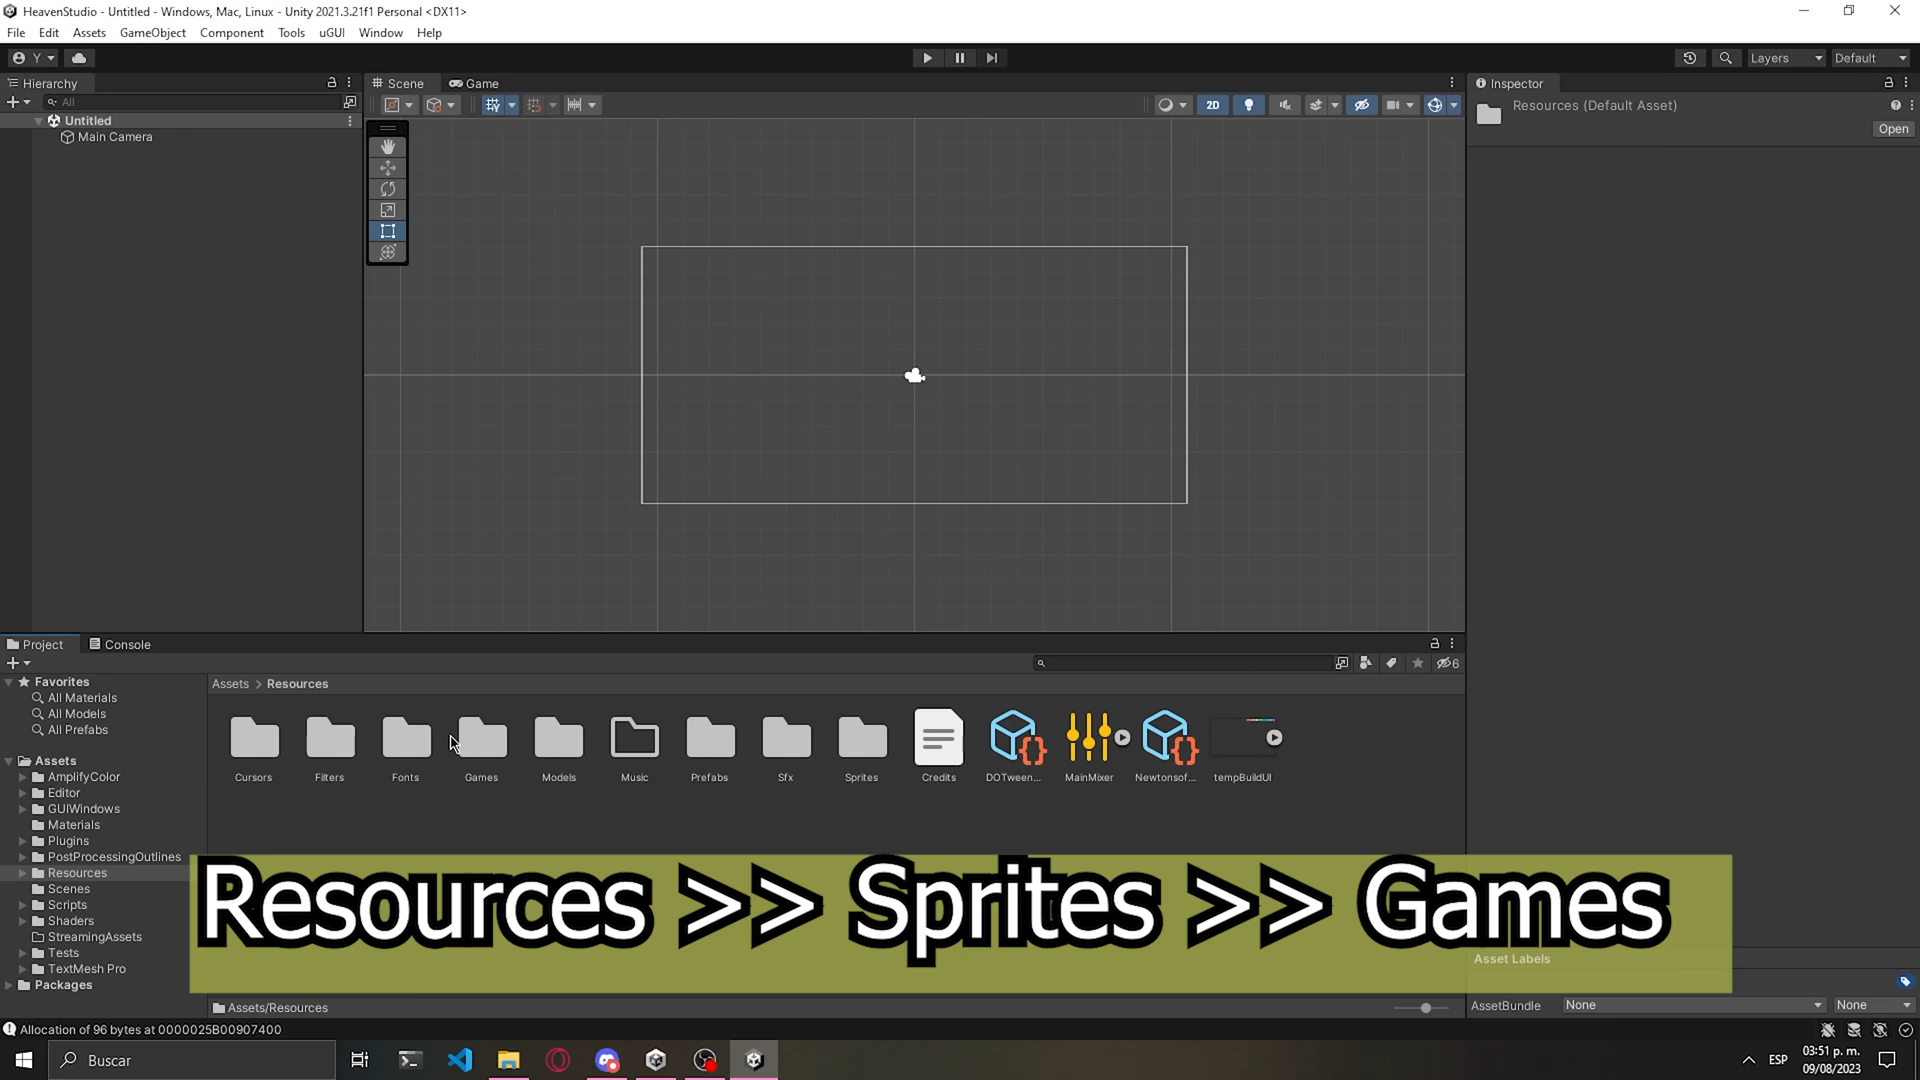 HeavenStudio - Untitled - Windows, Mac, Linux - Unity 2021.3.21f1 Personal <DX11>
File Edit Assets GameObject Component Tools uGUI Window Help
Y Layers Default
Hierarchy Scene Game Inspector
All 2D Resources (Default Asset)
Untitled Open
Main Camera
Project Console
6
Favorites Assets > Resources
All Materials
All Models
All Prefabs
Assets
AmplifyColor Cursors Filters Fonts Games Models Music Prefabs Sfx Sprites Credits DOTween... MainMixer Newtonsof... tempBuildUI
Editor
GUIWindows
Materials
Plugins
PostProcessingOutlines
Resources
Scenes
Scripts
Shaders
StreamingAssets
Tests
TextMesh Pro
Packages
Resources >> Sprites >> Games
Asset Labels
Assets/Resources AssetBundle None None
Allocation of 96 bytes at 0000025B00907400
Buscar ESP 03:51 p. m.
09/08/2023